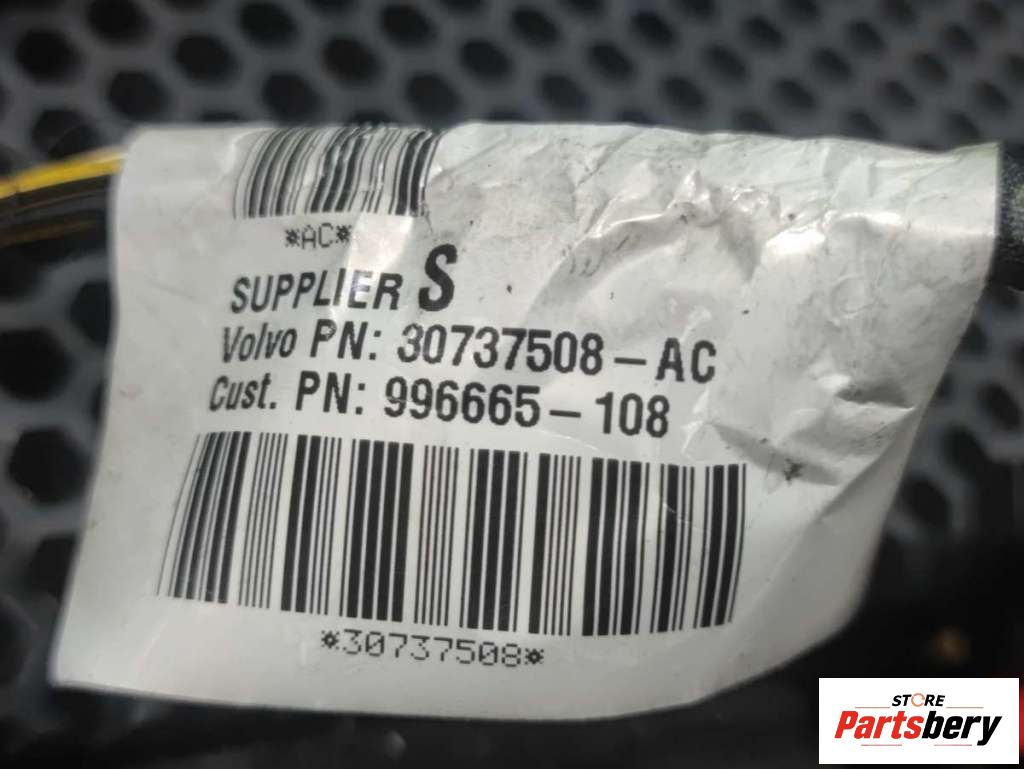 *AC*
SUPPLIER S
Volvo PN: 30737508-AC
Cust. PN: 996665-108
*30737508*
STORE
Partsbery